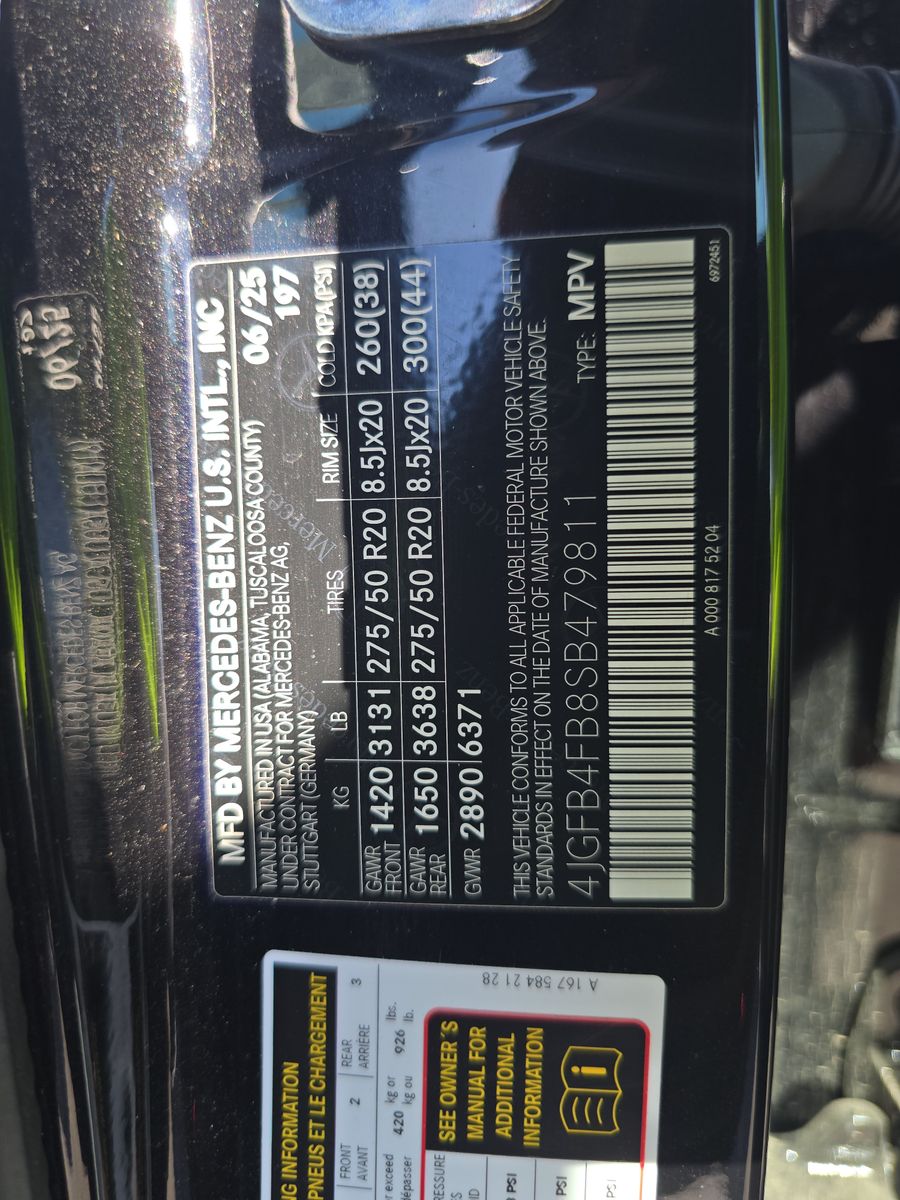 MFD BY MERCEDES-BENZ U.S. INTL., INC
MANUFACTURED IN USA (ALABAMA, TUSCALOOSA COUNTY) 06/25
UNDER CONTRACT FOR MERCEDES-BENZ AG, 197
STUTTGART (GERMANY)
KG LB TIRES RIM SIZE COLD KPA(PSI)
GAWR FRONT 1420 3131 275/50 R20 8.5Jx20 260(38)
GAWR REAR 1650 3638 275/50 R20 8.5Jx20 300(44)
GVWR 2890 6371
THIS VEHICLE CONFORMS TO ALL APPLICABLE FEDERAL MOTOR VEHICLE SAFETY
STANDARDS IN EFFECT ON THE DATE OF MANUFACTURE SHOWN ABOVE.
4JGFB4FB8SB479811 TYPE: MPV
A 000 817 52 04
6972451
NG INFORMATION
PNEUS ET LE CHARGEMENT
FRONT 2 REAR 3
AVANT ARRIÈRE
exceed 420 kg or 926 lbs.
kg ou lb.
A 167 584 21 28
SEE OWNER'S
MANUAL FOR
ADDITIONAL
INFORMATION
PSI
PSI
PSI